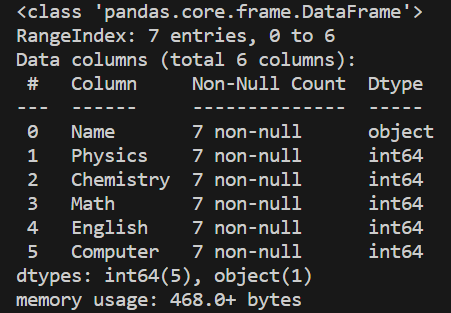 <class 'pandas.core.frame.DataFrame'>
RangeIndex: 7 entries, 0 to 6
Data columns (total 6 columns):
 #   Column     Non-Null Count  Dtype
---  ------     --------------  -----
 0   Name       7 non-null      object
 1   Physics    7 non-null      int64
 2   Chemistry  7 non-null      int64
 3   Math       7 non-null      int64
 4   English    7 non-null      int64
 5   Computer   7 non-null      int64
dtypes: int64(5), object(1)
memory usage: 468.0+ bytes